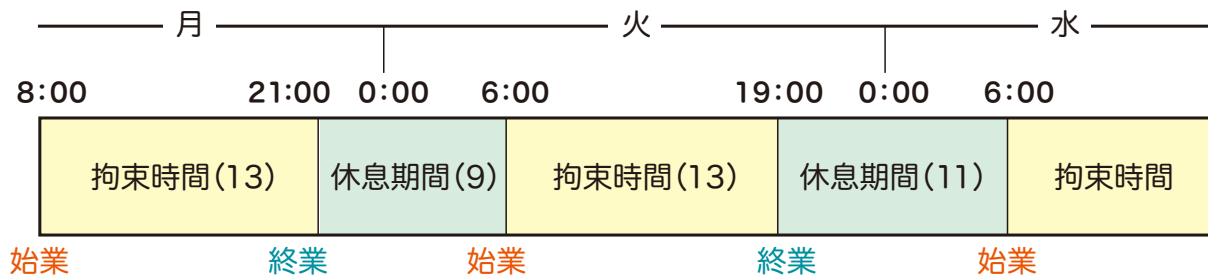 月 火 水
8:00 21:00 0:00 6:00 19:00 0:00 6:00
拘束時間(13) 休息期間(9) 拘束時間(13) 休息期間(11) 拘束時間
始業 終業 始業 終業 始業